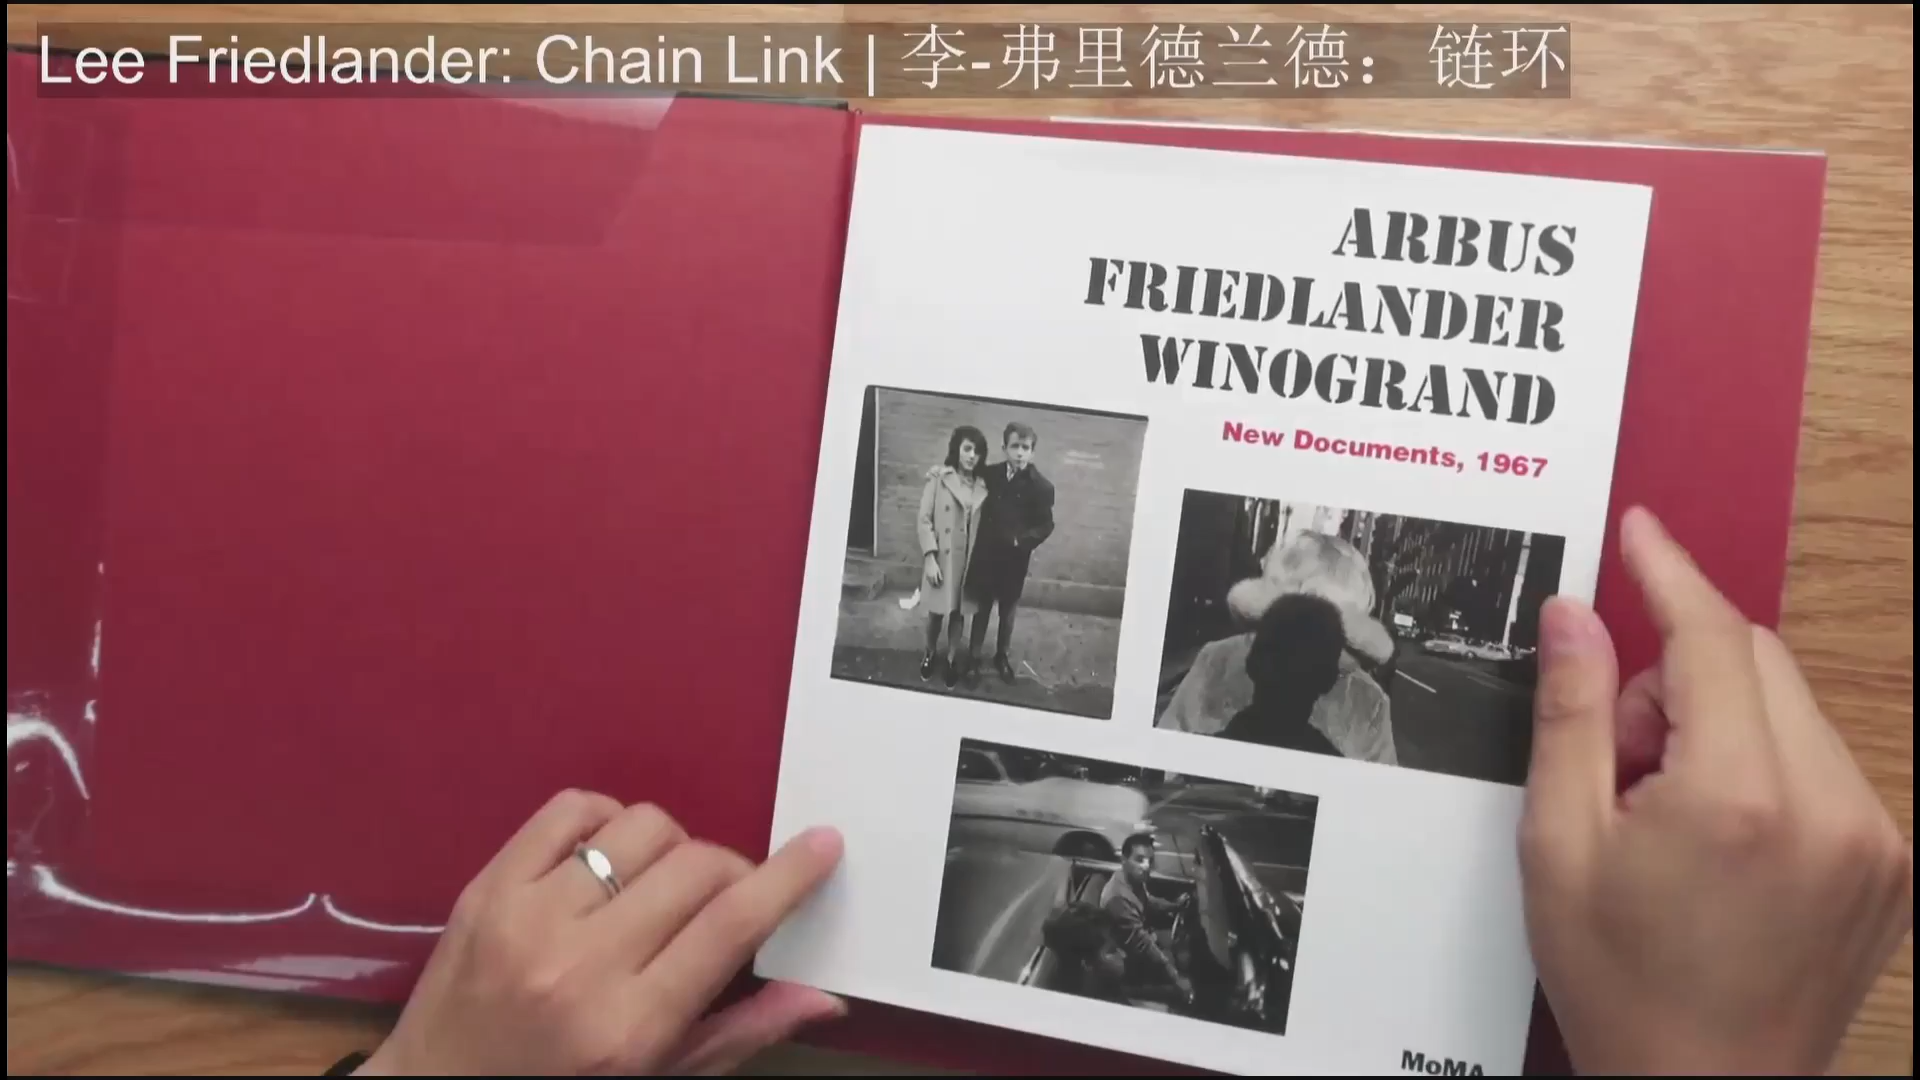 Lee Friedlander: Chain Link | 李-弗里德兰德：链环
ARBUS
FRIEDLANDER
WINOGRAND
New Documents, 1967
MoMA